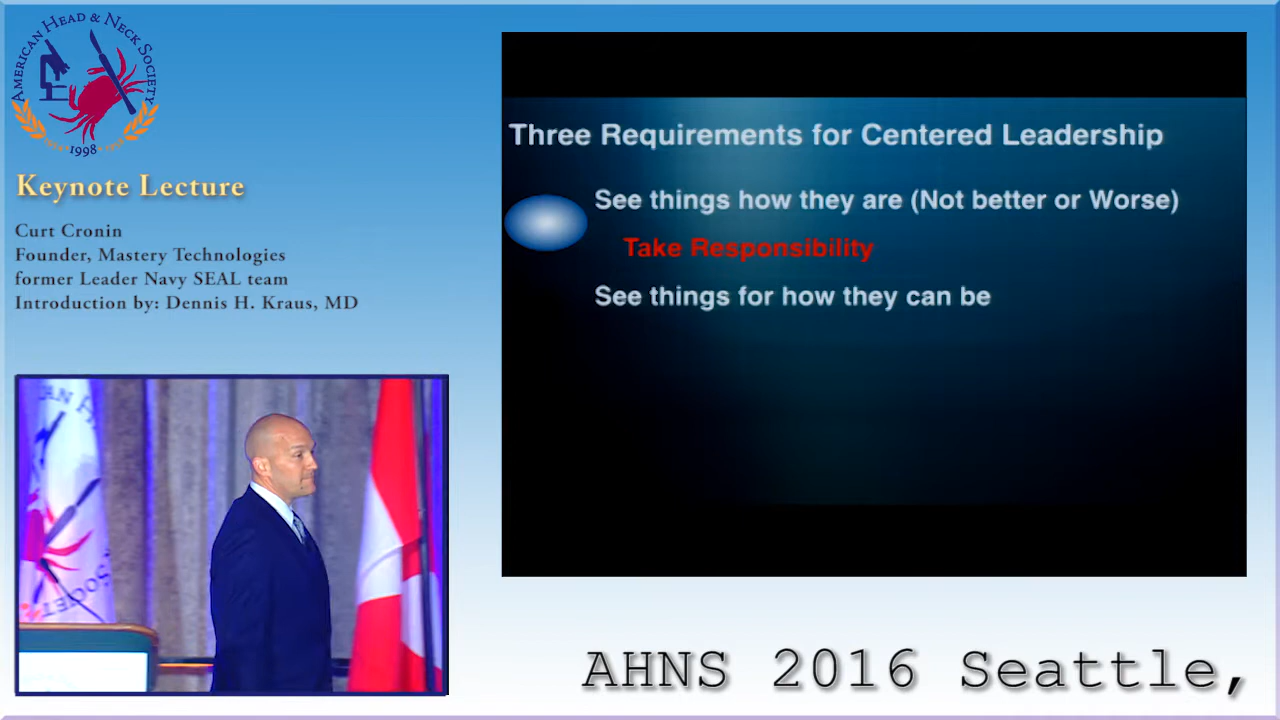 AMERICAN HEAD & NECK SOCIETY
1998
Keynote Lecture
Curt Cronin
Founder, Mastery Technologies
former Leader Navy SEAL team
Introduction by: Dennis H. Kraus, MD
Three Requirements for Centered Leadership
See things how they are (Not better or Worse)
Take Responsibility
See things for how they can be
AHNS 2016 Seattle,